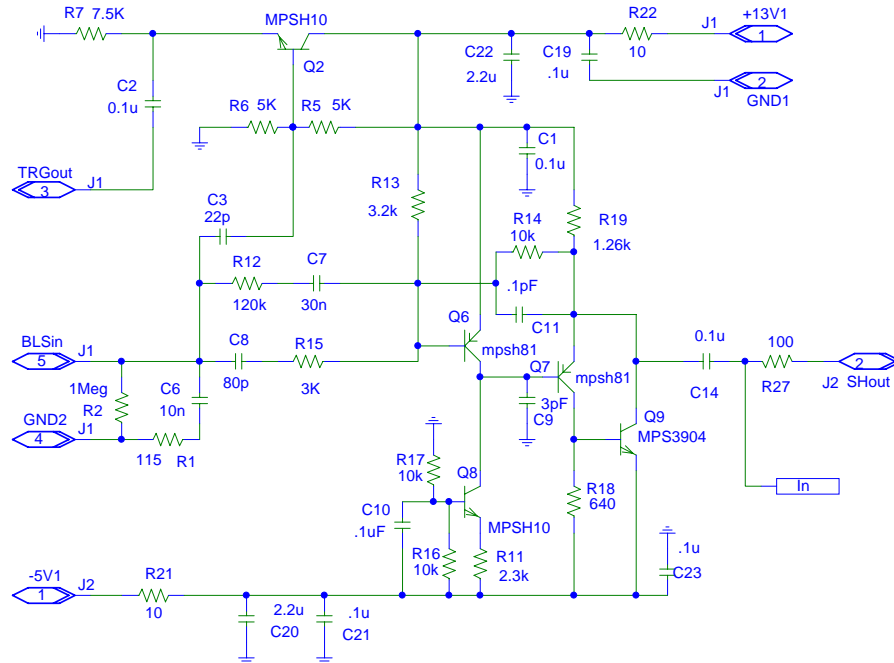 R7 7.5K
MPSH10
Q2
C22
2.2u
C19
.1u
R22
10
J1
+13V1
1
J1
2
GND1
C2
0.1u
R6 5K
R5 5K
C1
0.1u
TRGout
3
J1
C3
22p
R13
3.2k
R14
10k
R19
1.26k
R12
120k
C7
30n
.1pF
C11
Q6
mpsh81
BLSin
5
J1
C8
80p
R15
3K
Q7
mpsh81
0.1u
C14
100
R27
2
J2 SHout
1Meg
R2
C6
10n
GND2
4
J1
115 R1
3pF
C9
Q9
MPS3904
In
R17
10k
Q8
MPSH10
R18
640
C10
.1uF
R16
10k
R11
2.3k
.1u
C23
-5V1
1
J2
R21
10
2.2u
C20
.1u
C21